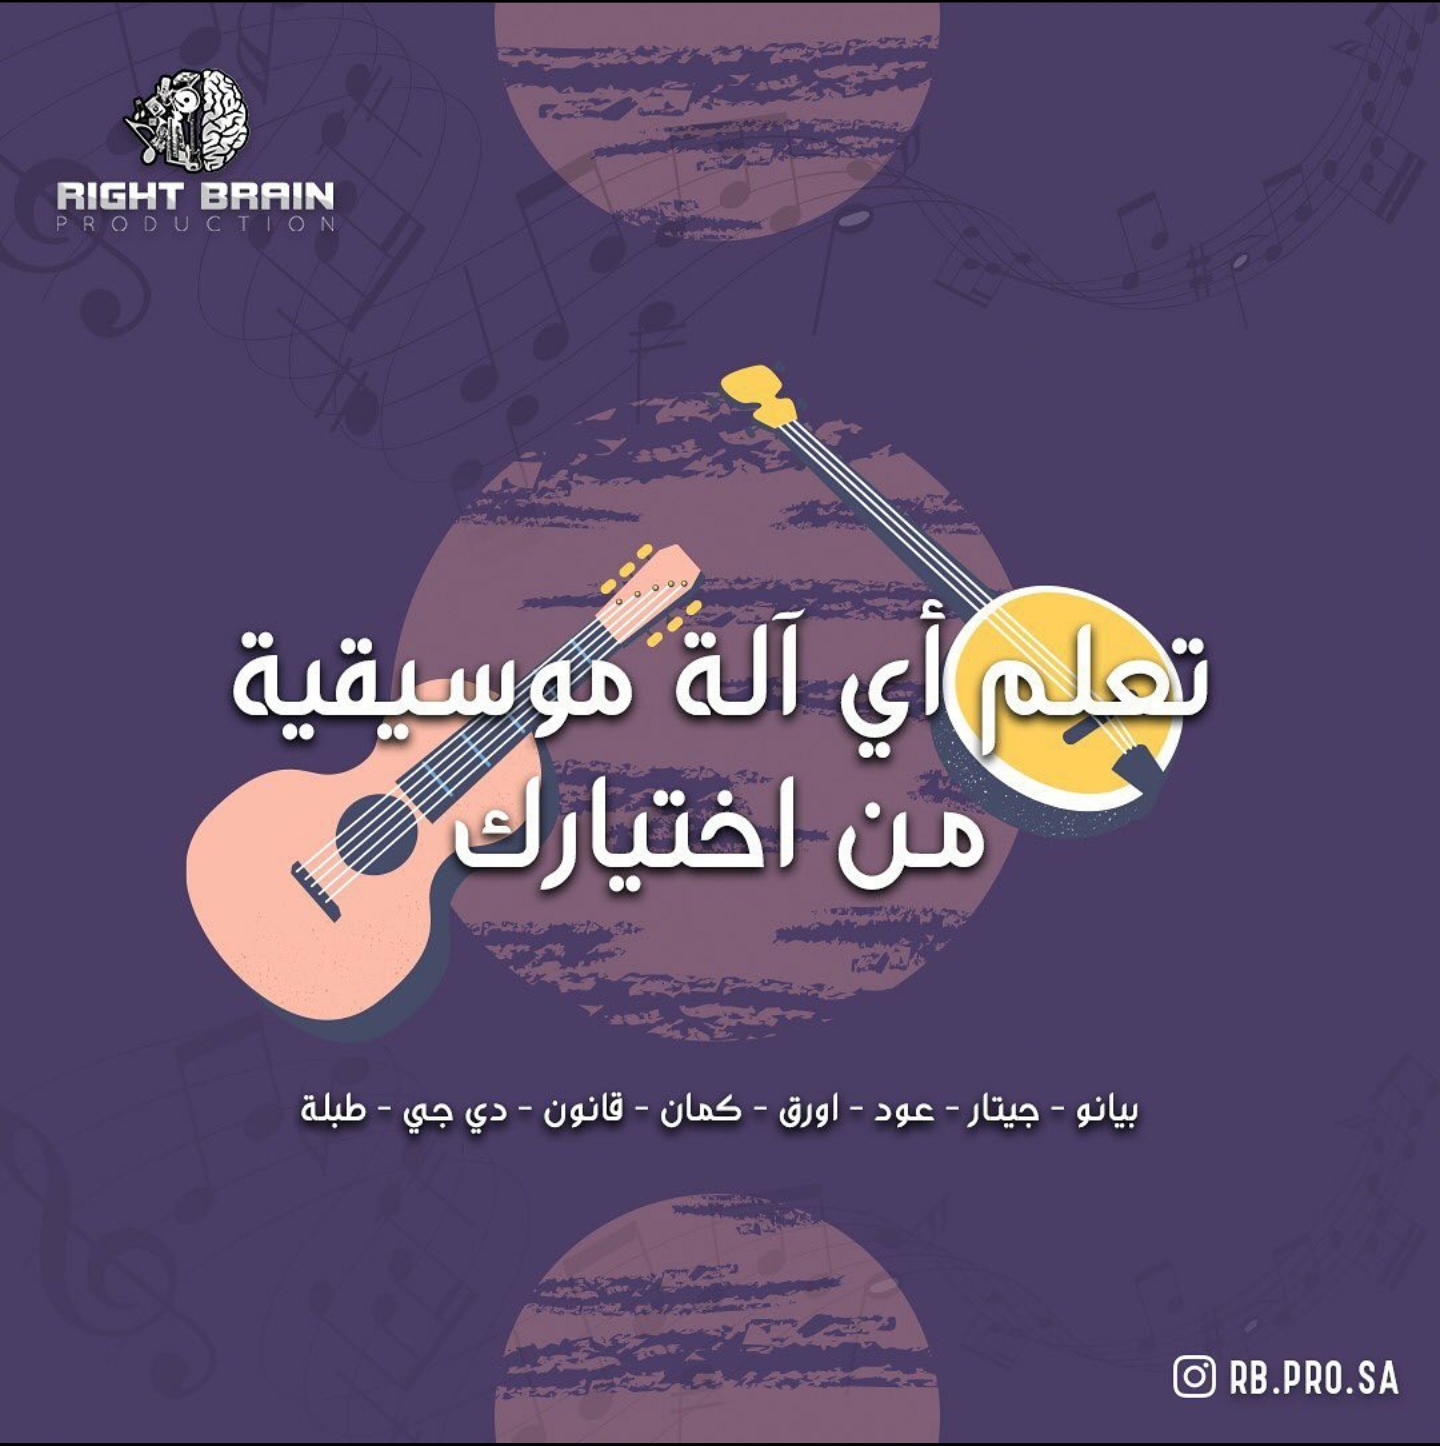 RIGHT BRAIN
PRODUCTION
تعلم أي آلة موسيقية
من اختيارك
بيانو - جيتار - عود - اورق - كمان - قانون - دي جي - طبلة
RB.PRO.SA